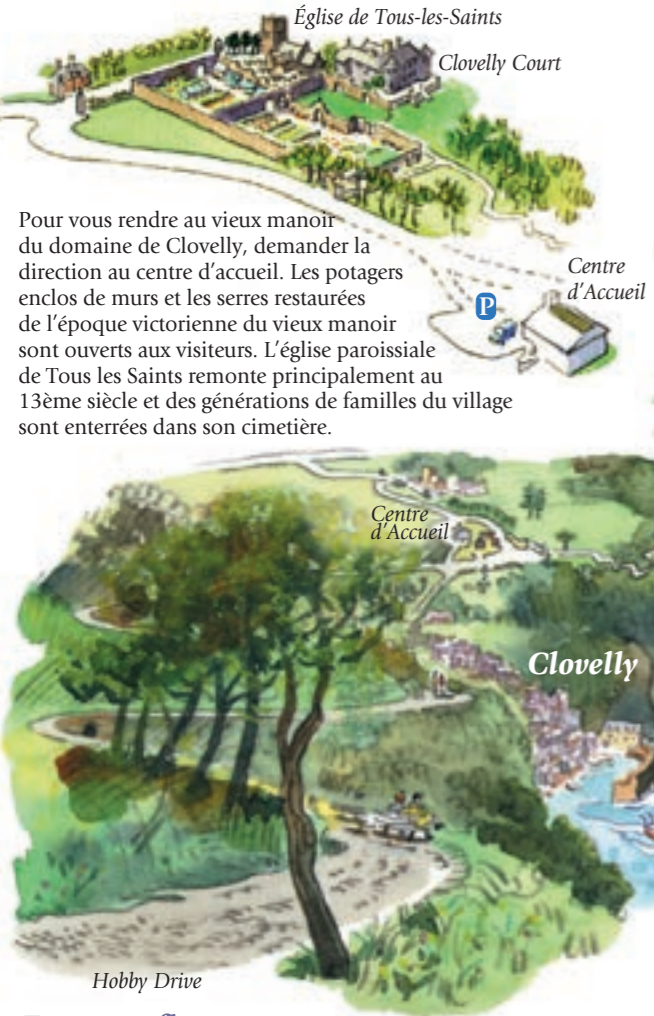 Église de Tous-les-Saints
Clovelly Court
Pour vous rendre au vieux manoir
du domaine de Clovelly, demander la
direction au centre d'accueil. Les potagers
enclos de murs et les serres restaurées
de l'époque victorienne du vieux manoir
sont ouverts aux visiteurs. L'église paroissiale
de Tous les Saints remonte principalement au
13ème siècle et des générations de familles du village
sont enterrées dans son cimetière.
Centre
d'Accueil
P
Centre
d'Accueil
Clovelly
Hobby Drive